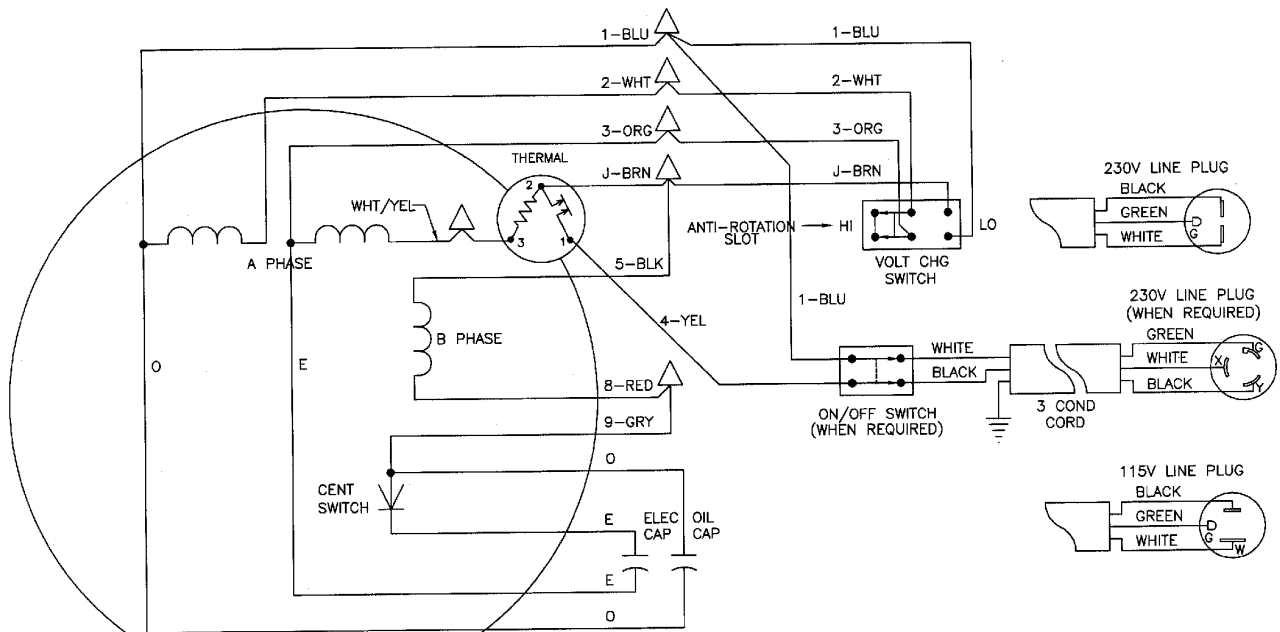 1-BLU
1-BLU
2-WHT
2-WHT
3-ORG
3-ORG
THERMAL
J-BRN
J-BRN
2
3
1
WHT/YEL
A PHASE
ANTI-ROTATION
SLOT
HI
LO
VOLT CHG
SWITCH
5-BLK
1-BLU
B PHASE
4-YEL
O
E
8-RED
9-GRY
O
CENT
SWITCH
E
ELEC
CAP
OIL
CAP
E
O
WHITE
BLACK
ON/OFF SWITCH
(WHEN REQUIRED)
3 COND
CORD
230V LINE PLUG
BLACK
GREEN
WHITE
G
230V LINE PLUG
(WHEN REQUIRED)
GREEN
WHITE
BLACK
G
X
Y
115V LINE PLUG
BLACK
GREEN
WHITE
G
W